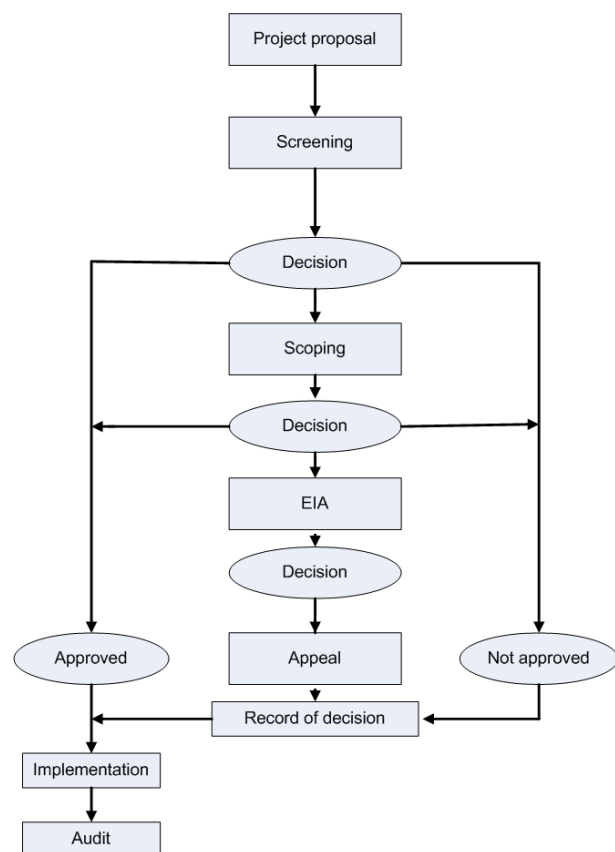 Project proposal
Screening
Decision
Scoping
Decision
EIA
Decision
Approved
Appeal
Not approved
Record of decision
Implementation
Audit